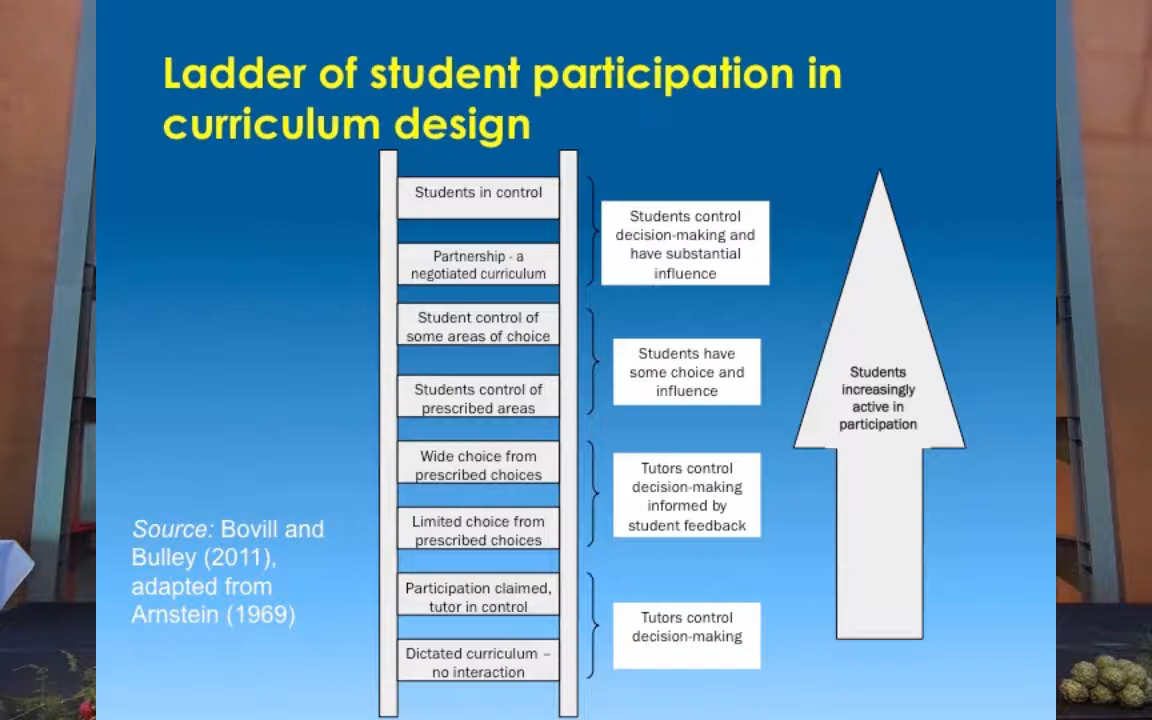 Ladder of student participation in
curriculum design
Students in control
Partnership - a
negotiated curriculum
Student control of
some areas of choice
Students control of
prescribed areas
Wide choice from
prescribed choices
Limited choice from
prescribed choices
Participation claimed,
tutor in control
Dictated curriculum –
no interaction
Students control
decision-making and
have substantial
influence
Students have
some choice and
influence
Tutors control
decision-making
informed by
student feedback
Tutors control
decision-making
Students
increasingly
active in
participation
Source: Bovill and
Bulley (2011),
adapted from
Arnstein (1969)